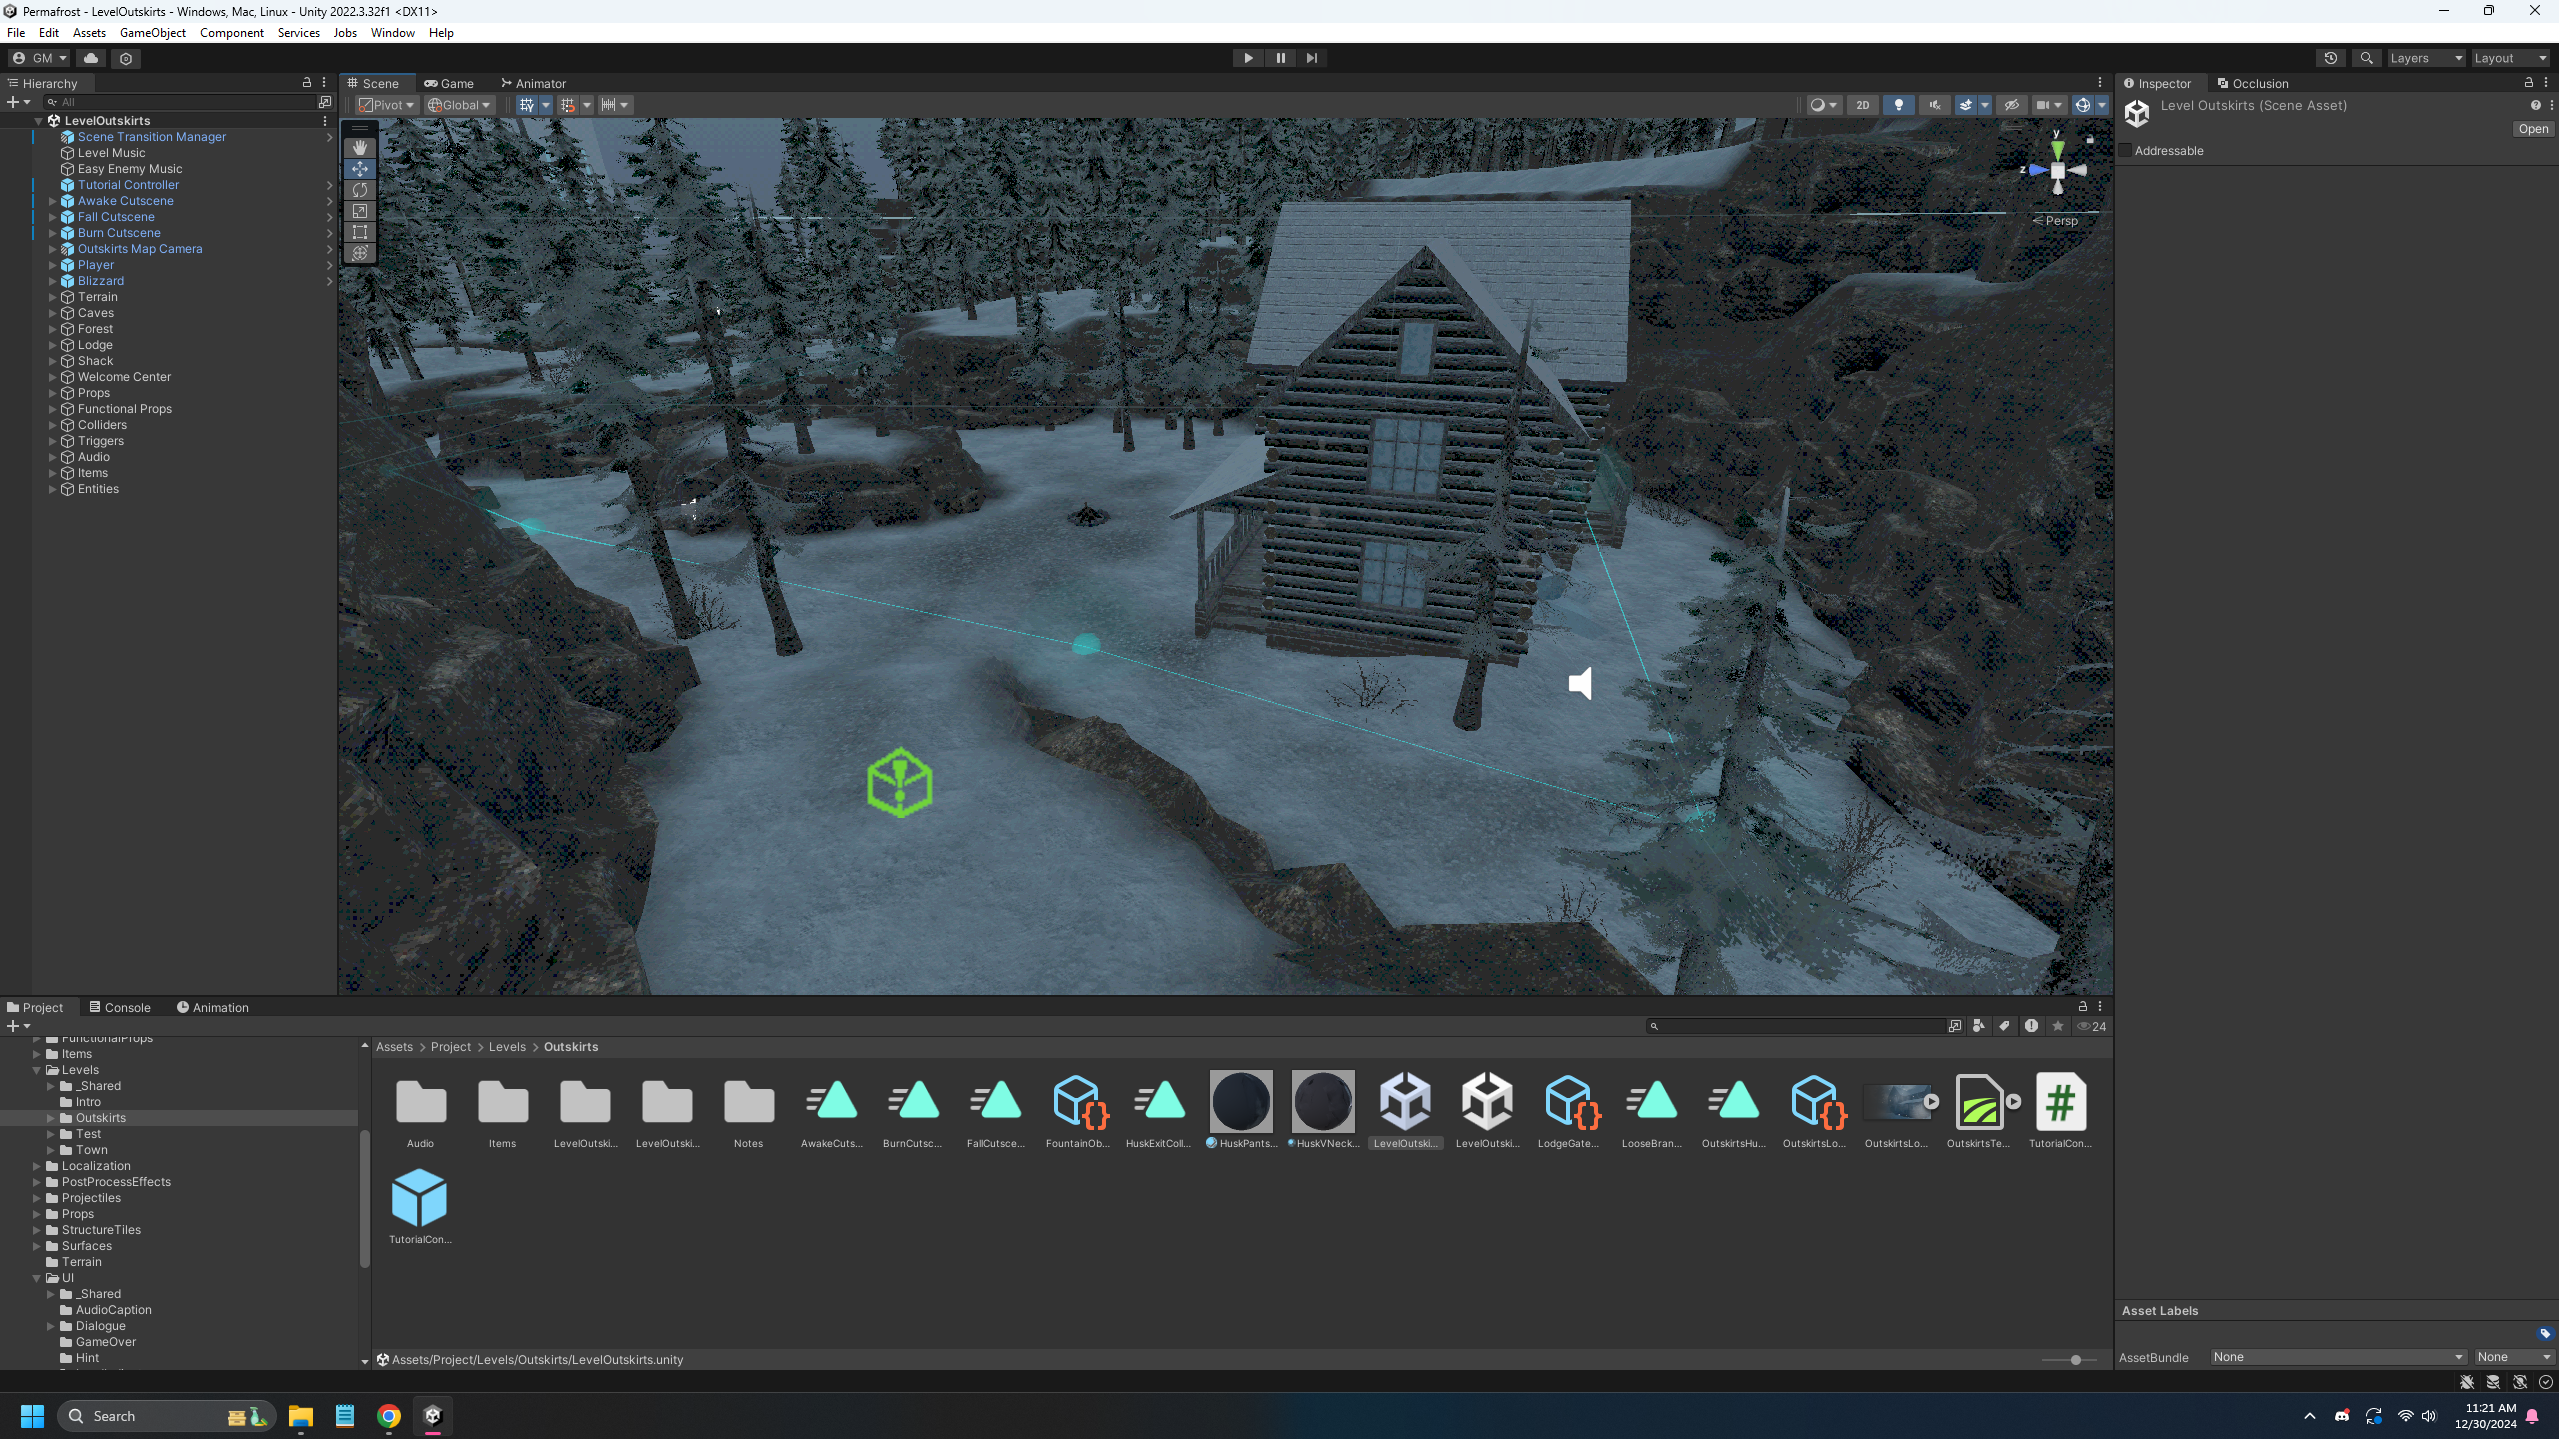 Permafrost - LevelOutskirts - Windows, Mac, Linux - Unity 2022.3.32f1 <DX11>
File Edit Assets GameObject Component Services Jobs Window Help
GM
Layers Layout
Hierarchy
All
LevelOutskirts
Scene Transition Manager
Level Music
Easy Enemy Music
Tutorial Controller
Awake Cutscene
Fall Cutscene
Burn Cutscene
Outskirts Map Camera
Player
Blizzard
Terrain
Caves
Forest
Lodge
Shack
Welcome Center
Props
Functional Props
Colliders
Triggers
Audio
Items
Entities
Scene Game Animator
Pivot Global
2D
y
z
Persp
Inspector Occlusion
Level Outskirts (Scene Asset)
Open
Addressable
Project Console Animation
24
FunctionalProps
Items
Levels
_Shared
Intro
Outskirts
Test
Town
Localization
PostProcessEffects
Projectiles
Props
StructureTiles
Surfaces
Terrain
UI
_Shared
AudioCaption
Dialogue
GameOver
Hint
Assets > Project > Levels > Outskirts
Audio Items LevelOutski... LevelOutski... Notes AwakeCuts... BurnCutsc... FallCutsce... FountainOb... HuskExitColl... HuskPants... HuskVNeck... LevelOutski... LevelOutski... LodgeGate... LooseBran... OutskirtsHu... OutskirtsLo... OutskirtsLo... OutskirtsTe... TutorialCon...
TutorialCon...
Assets/Project/Levels/Outskirts/LevelOutskirts.unity
Asset Labels
AssetBundle None None
Search
11:21 AM
12/30/2024